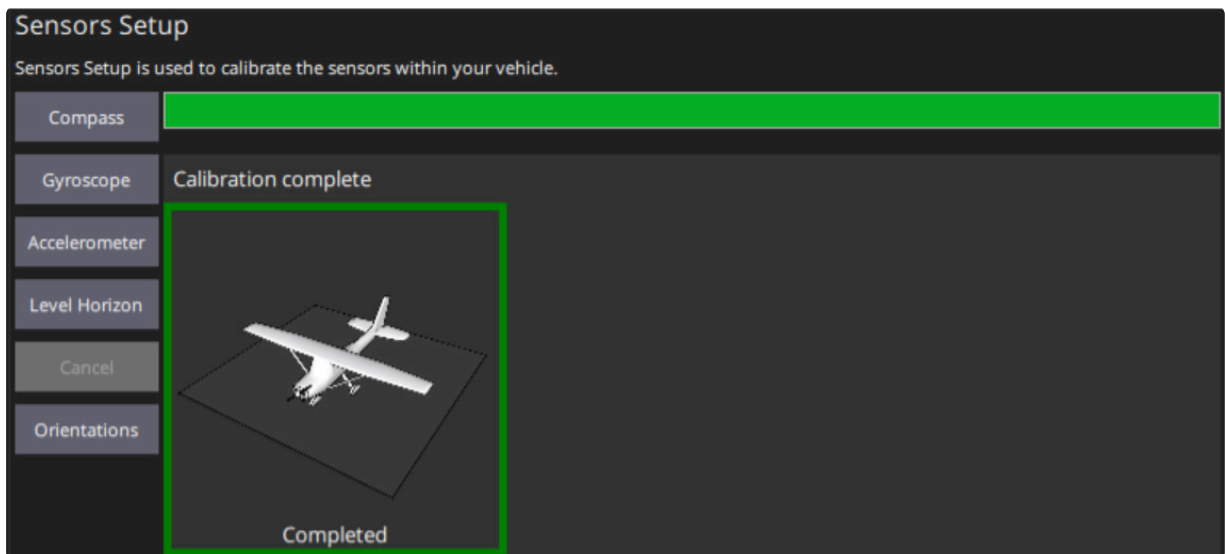 Sensors Setup
Sensors Setup is used to calibrate the sensors within your vehicle.
Compass
Gyroscope
Calibration complete
Accelerometer
Level Horizon
Cancel
Orientations
Completed